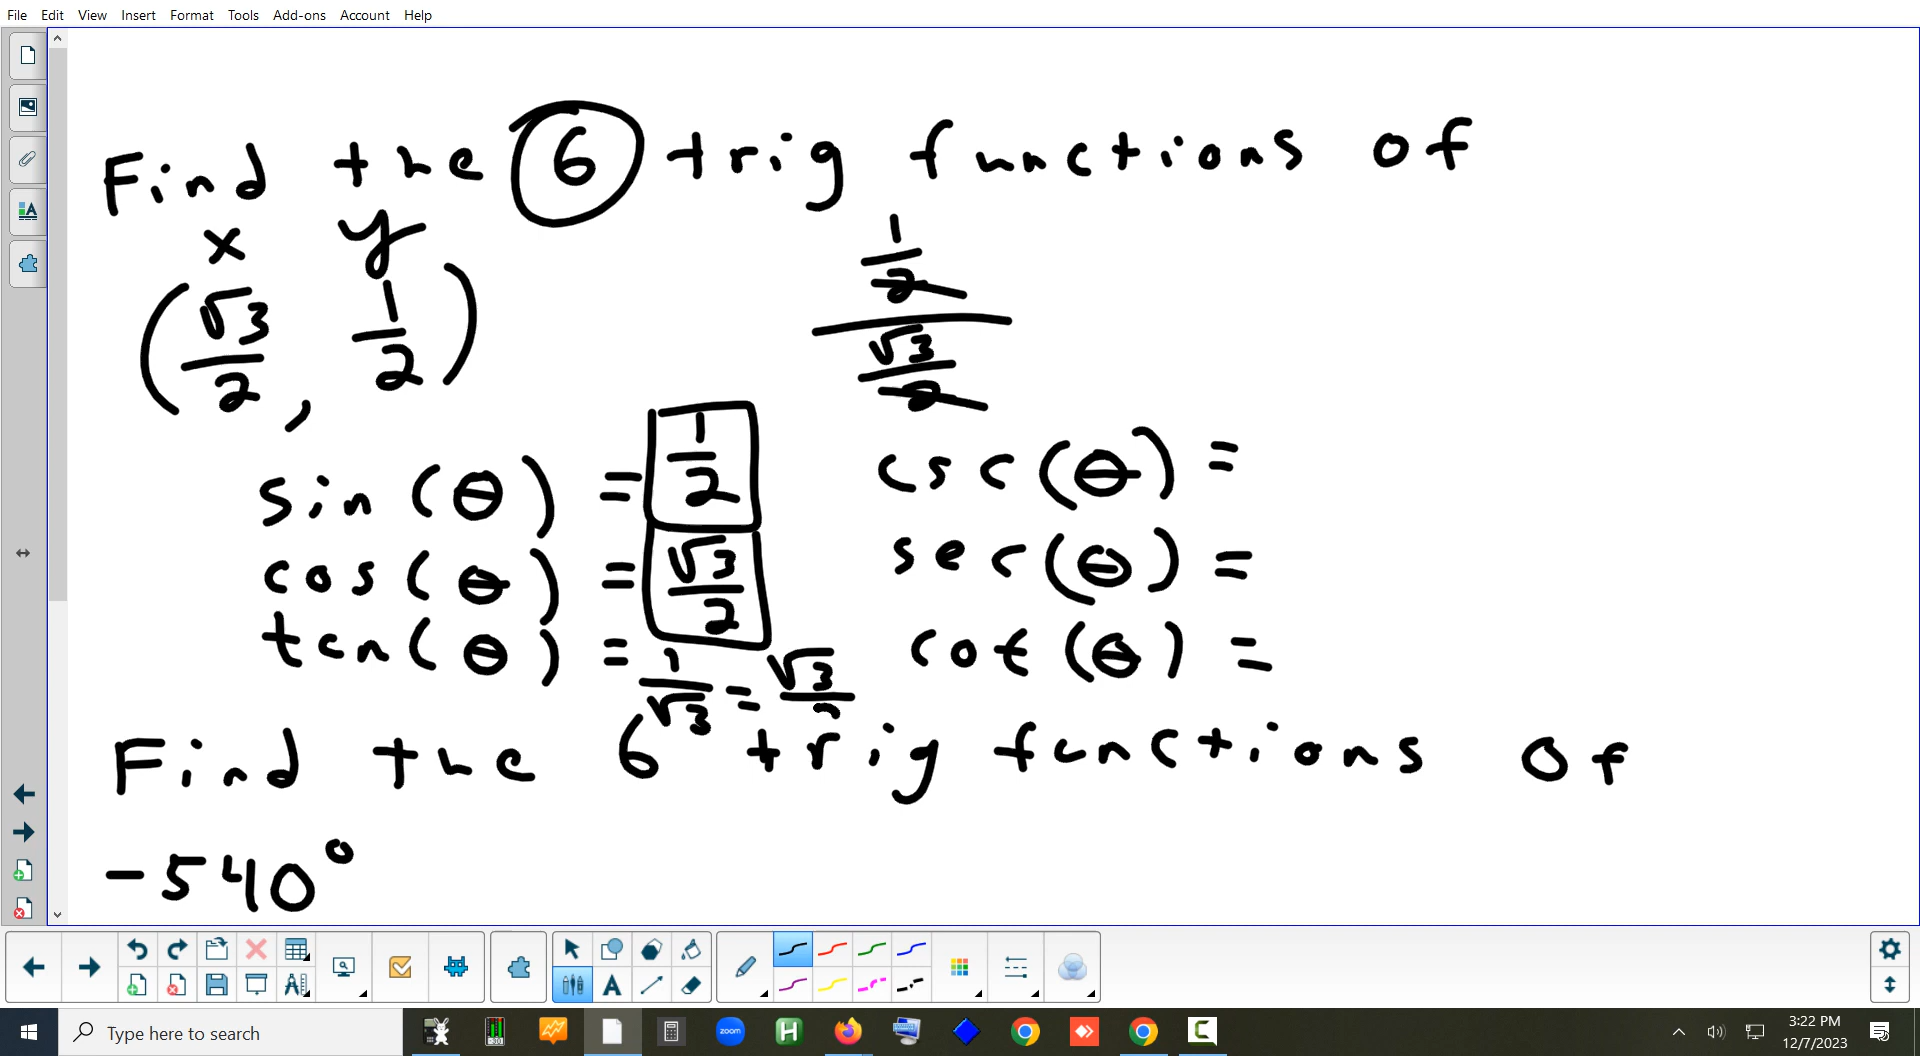 File Edit View Insert Format Tools Add-ons Account Help
Find the 6 trig functions of
x y
(√3/2, 1/2)
1/2 / √3/2
sin(θ) = 1/2 csc(θ) =
cos(θ) = √3/2 sec(θ) =
tan(θ) = 1/√3 = √3/3 cot(θ) =
Find the 6 trig functions of
-540°
A
zoom
H
C
Type here to search
3:22 PM
12/7/2023